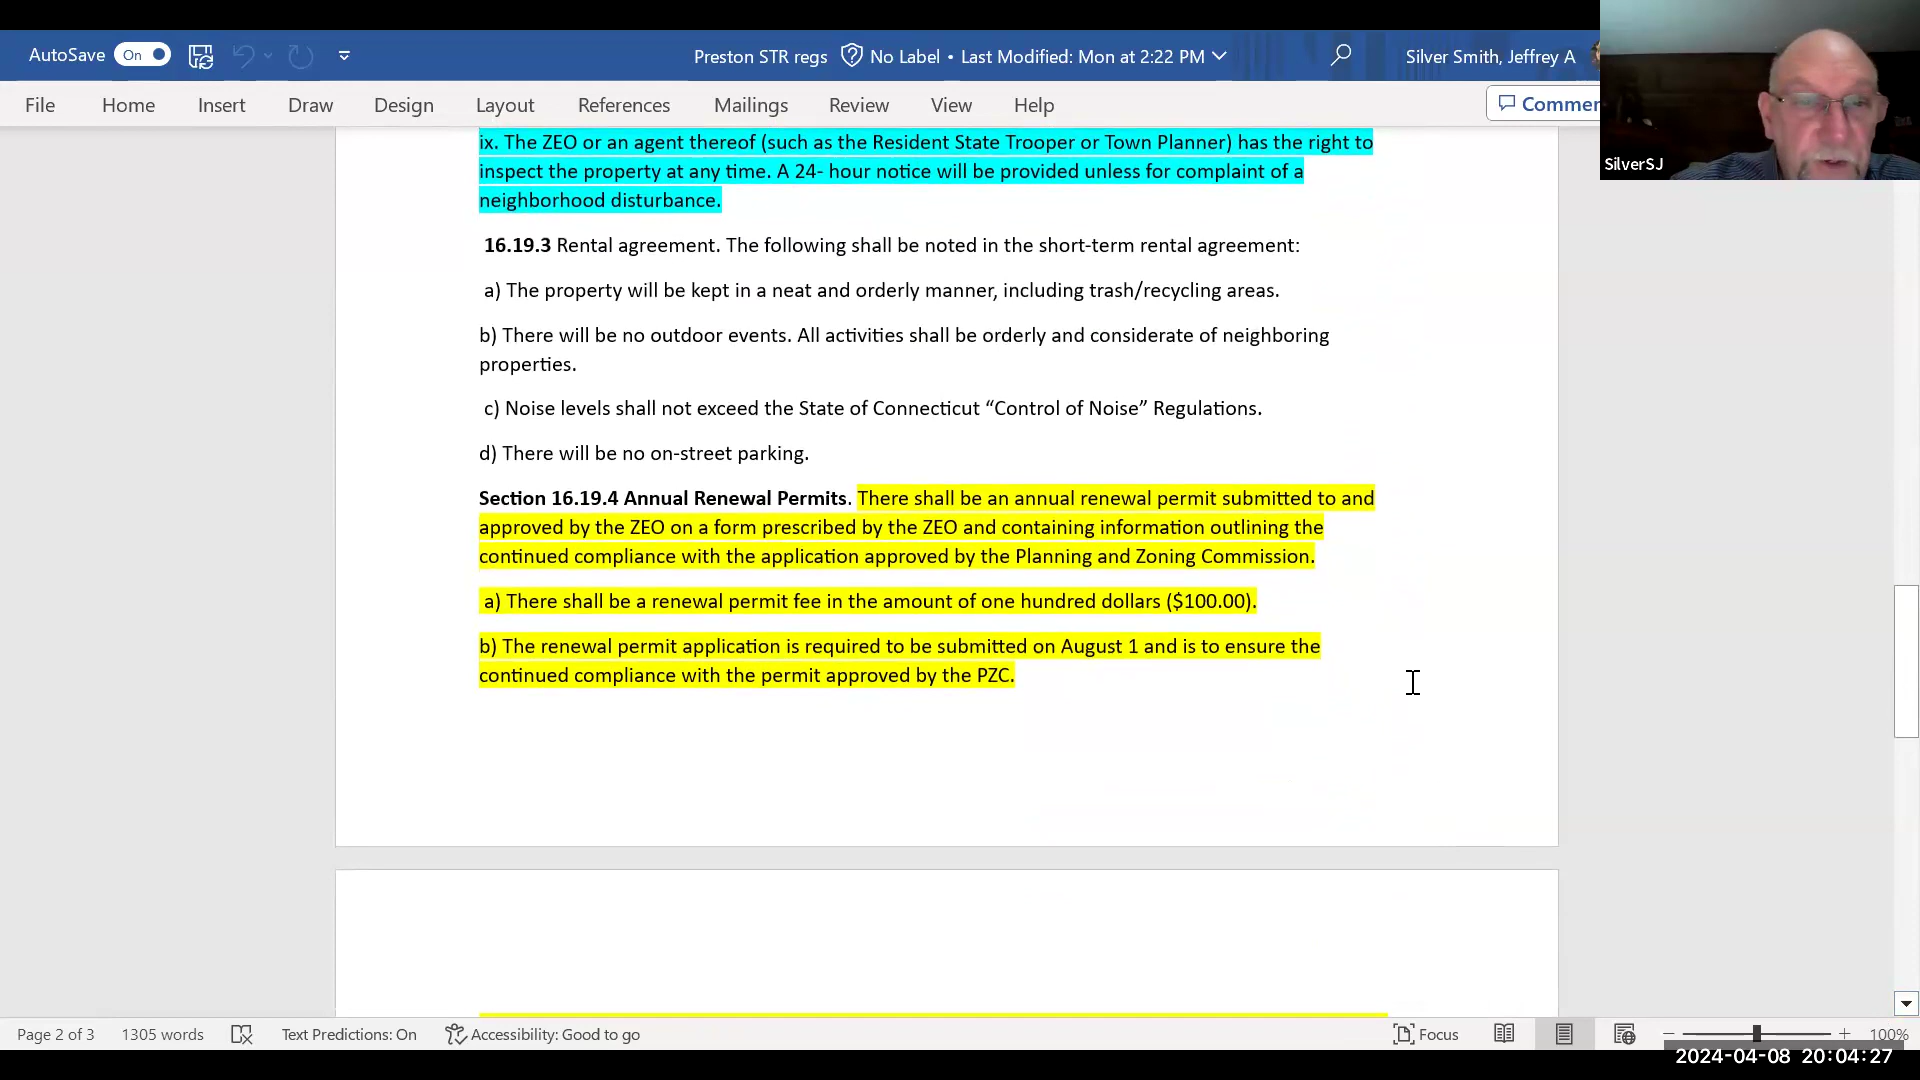 AutoSave On
Preston STR regs No Label • Last Modified: Mon at 2:22 PM
Silver Smith, Jeffrey A
File Home Insert Draw Design Layout References Mailings Review View Help
Commen
SilverSJ
ix. The ZEO or an agent thereof (such as the Resident State Trooper or Town Planner) has the right to
inspect the property at any time. A 24- hour notice will be provided unless for complaint of a
neighborhood disturbance.
16.19.3 Rental agreement. The following shall be noted in the short-term rental agreement:
a) The property will be kept in a neat and orderly manner, including trash/recycling areas.
b) There will be no outdoor events. All activities shall be orderly and considerate of neighboring
properties.
c) Noise levels shall not exceed the State of Connecticut “Control of Noise” Regulations.
d) There will be no on-street parking.
Section 16.19.4 Annual Renewal Permits. There shall be an annual renewal permit submitted to and
approved by the ZEO on a form prescribed by the ZEO and containing information outlining the
continued compliance with the application approved by the Planning and Zoning Commission.
a) There shall be a renewal permit fee in the amount of one hundred dollars ($100.00).
b) The renewal permit application is required to be submitted on August 1 and is to ensure the
continued compliance with the permit approved by the PZC.
Page 2 of 3 1305 words Text Predictions: On Accessibility: Good to go
Focus 100%
2024-04-08 20:04:27